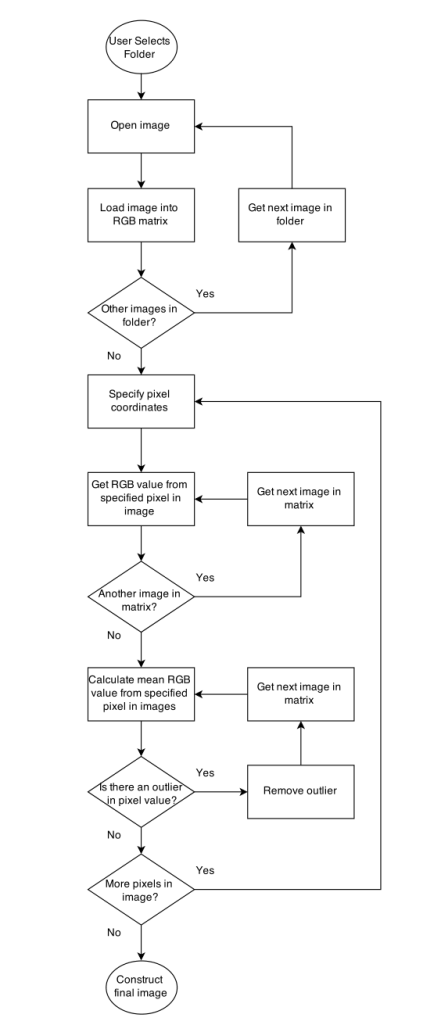 User Selects
Folder
Open image
Load image into
RGB matrix
Get next image in
folder
Yes
Other images in
folder?
No
Specify pixel
coordinates
Get RGB value from
specified pixel in
image
Get next image in
matrix
Yes
Another image in
matrix?
No
Calculate mean RGB
value from specified
pixel in images
Get next image in
matrix
Yes
Is there an outlier
in pixel value?
Remove outlier
No
Yes
More pixels in
image?
No
Construct
final image